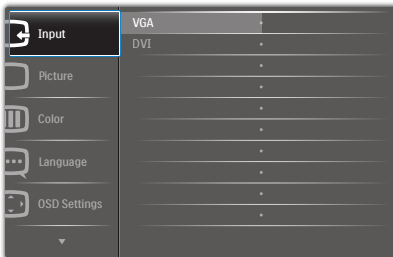 Input
VGA
DVI
Picture
Color
Language
OSD Settings